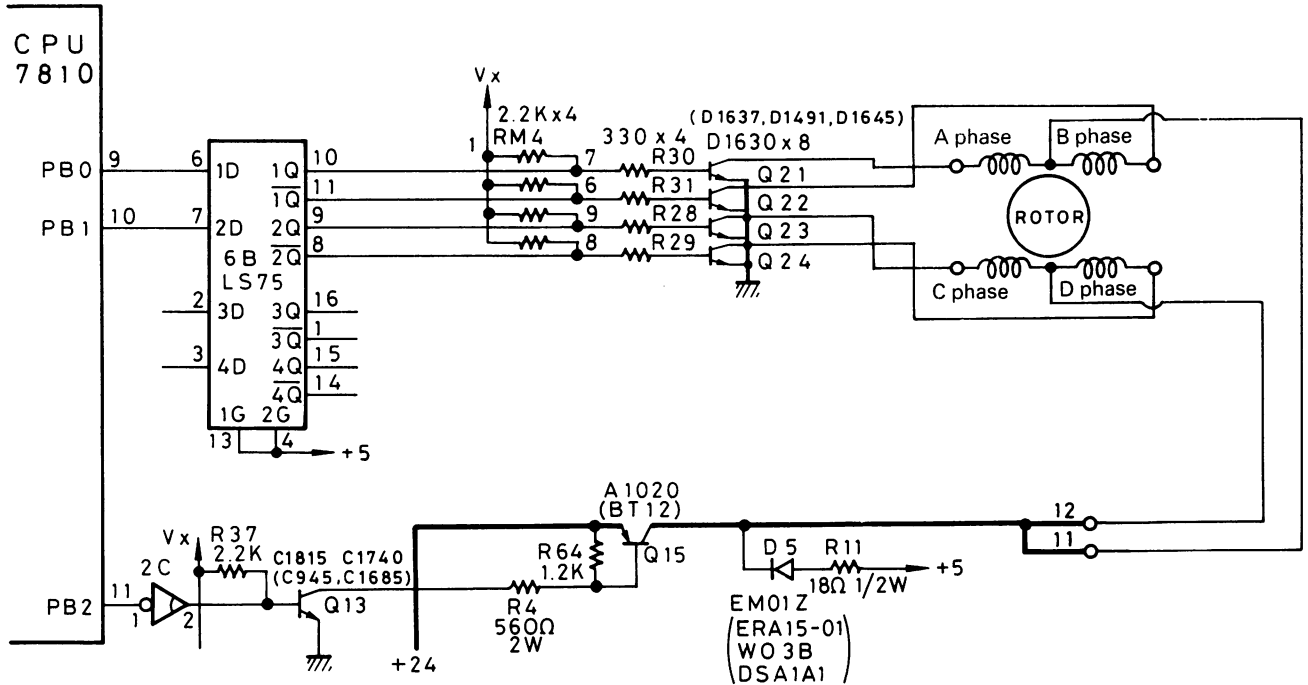 CPU
7810
PB0
9
6
1D
1Q
10
1Q
11
PB1
10
7
2D
2Q
9
6B
2Q
8
LS75
2
3D
3Q
16
3Q
1
3
4D
4Q
15
4Q
14
1G 2G
13
4
+5
Vx
2.2K x4
RM4
1
7
6
9
8
330 x 4
R30
R31
R28
R29
(D1637,D1491,D1645)
D1630 x 8
Q21
Q22
Q23
Q24
A phase
B phase
ROTOR
C phase
D phase
PB2
11
1
2C
2
Vx
R37
2.2K
C1815 C1740
(C945,C1685)
Q13
+24
R4
560Ω
2W
R64
1.2K
A1020
(BT12)
Q15
D5
R11
18Ω 1/2W
+5
EM01Z
(ERA15-01
WO3B
DSA1A1)
12
11